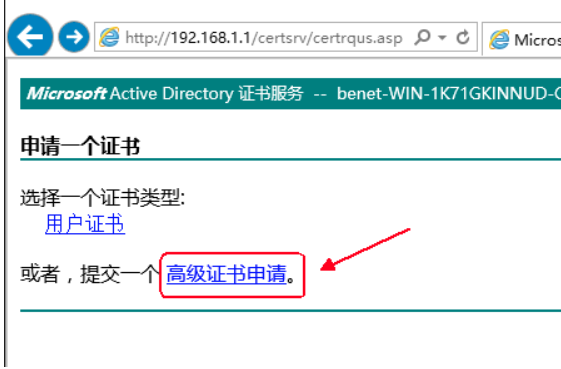 http://192.168.1.1/certsrv/certrqus.asp
Micros
Microsoft Active Directory 证书服务 -- benet-WIN-1K71GKINNUD-C
申请一个证书
选择一个证书类型:
用户证书
或者，提交一个 高级证书申请。